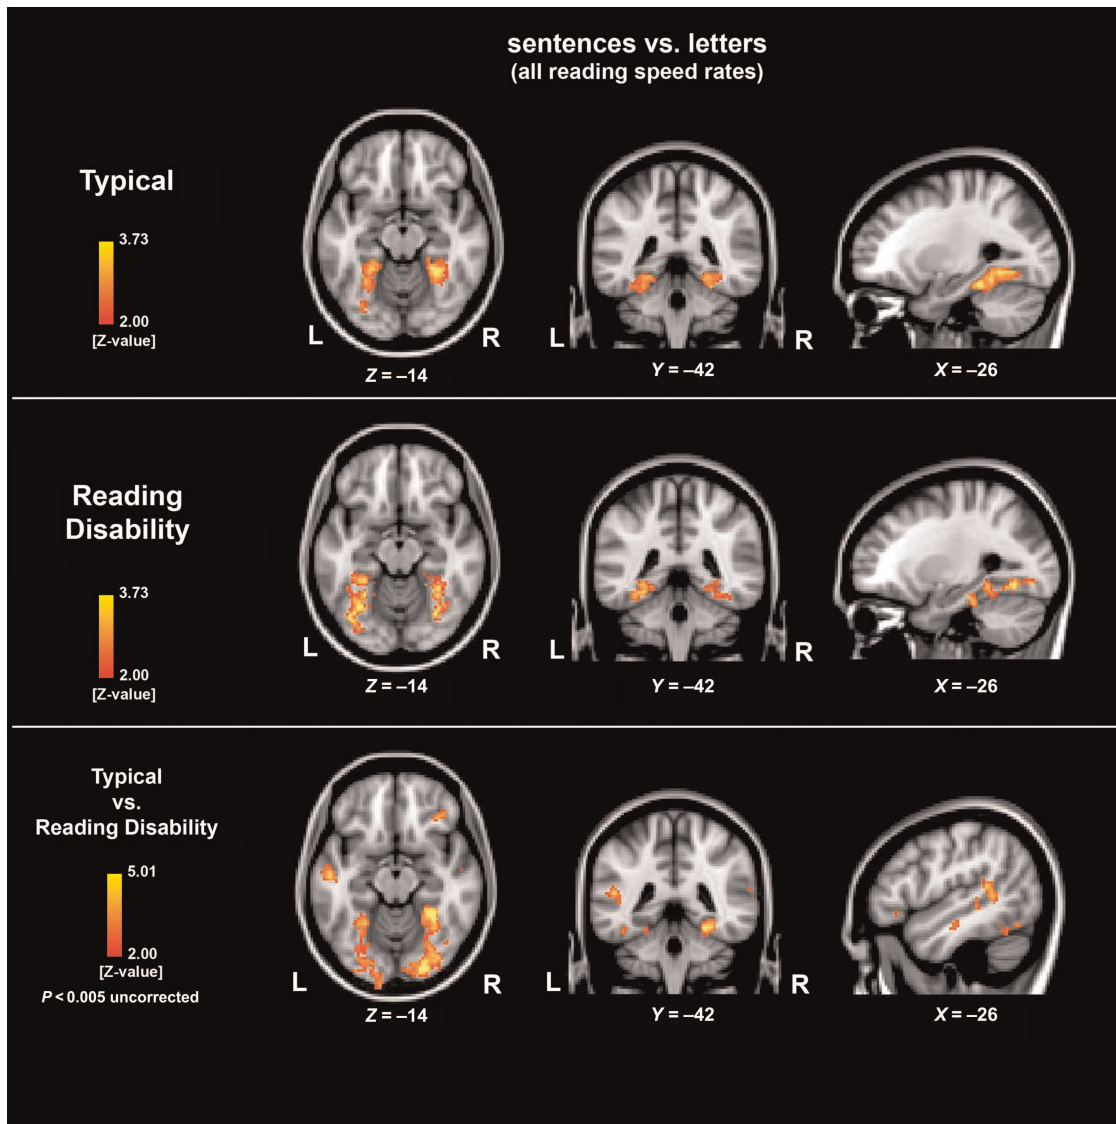 sentences vs. letters
(all reading speed rates)
Typical
3.73
2.00
[Z-value]
L
R
L
R
Z = –14
Y = –42
X = –26
Reading
Disability
3.73
2.00
[Z-value]
L
R
L
R
Z = –14
Y = –42
X = –26
Typical
vs.
Reading Disability
5.01
2.00
[Z-value]
P < 0.005 uncorrected
L
R
L
R
Z = –14
Y = –42
X = –26